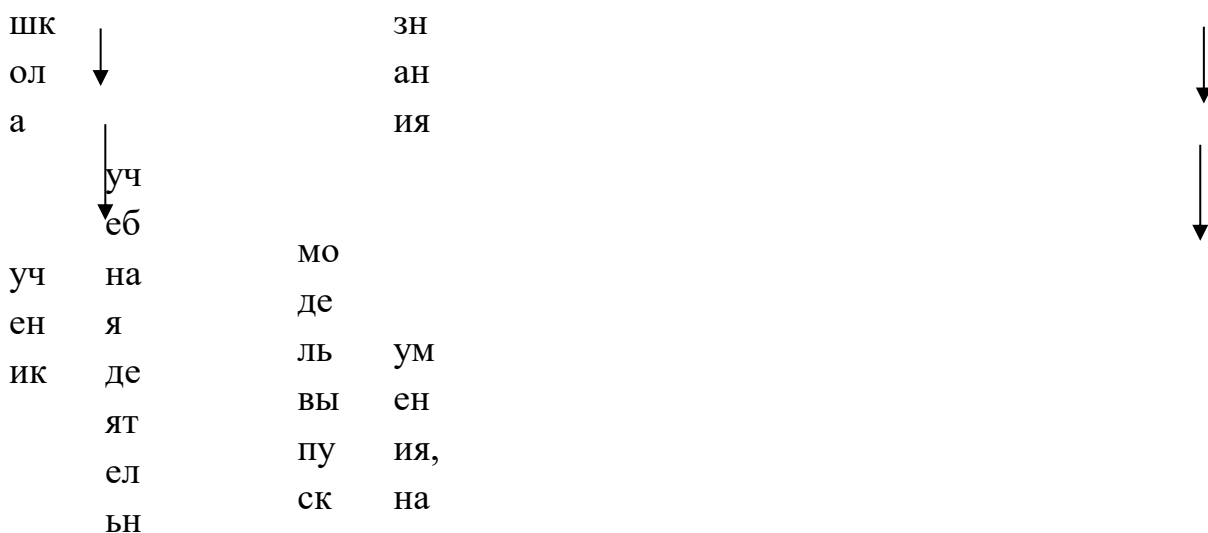 шк
ол
а
уч
ен
ик
уч
еб
на
я
де
ят
ел
ьн
мо
де
ль
вы
пу
ск
зн
ан
ия
ум
ен
ия,
на